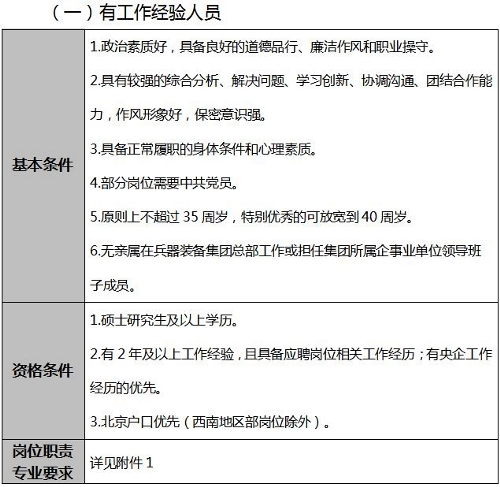 （一）有工作经验人员
基本条件
1.政治素质好，具备良好的道德品行、廉洁作风和职业操守。
2.具有较强的综合分析、解决问题、学习创新、协调沟通、团结合作能
力，作风形象好，保密意识强。
3.具备正常履职的身体条件和心理素质。
4.部分岗位需要中共党员。
5.原则上不超过 35 周岁，特别优秀的可放宽到 40 周岁。
6.无亲属在兵器装备集团总部工作或担任集团所属企事业单位领导班
子成员。
资格条件
1.硕士研究生及以上学历。
2.有 2 年及以上工作经验，且具备应聘岗位相关工作经历；有央企工作
经历的优先。
3.北京户口优先（西南地区部岗位除外）。
岗位职责
专业要求
详见附件 1